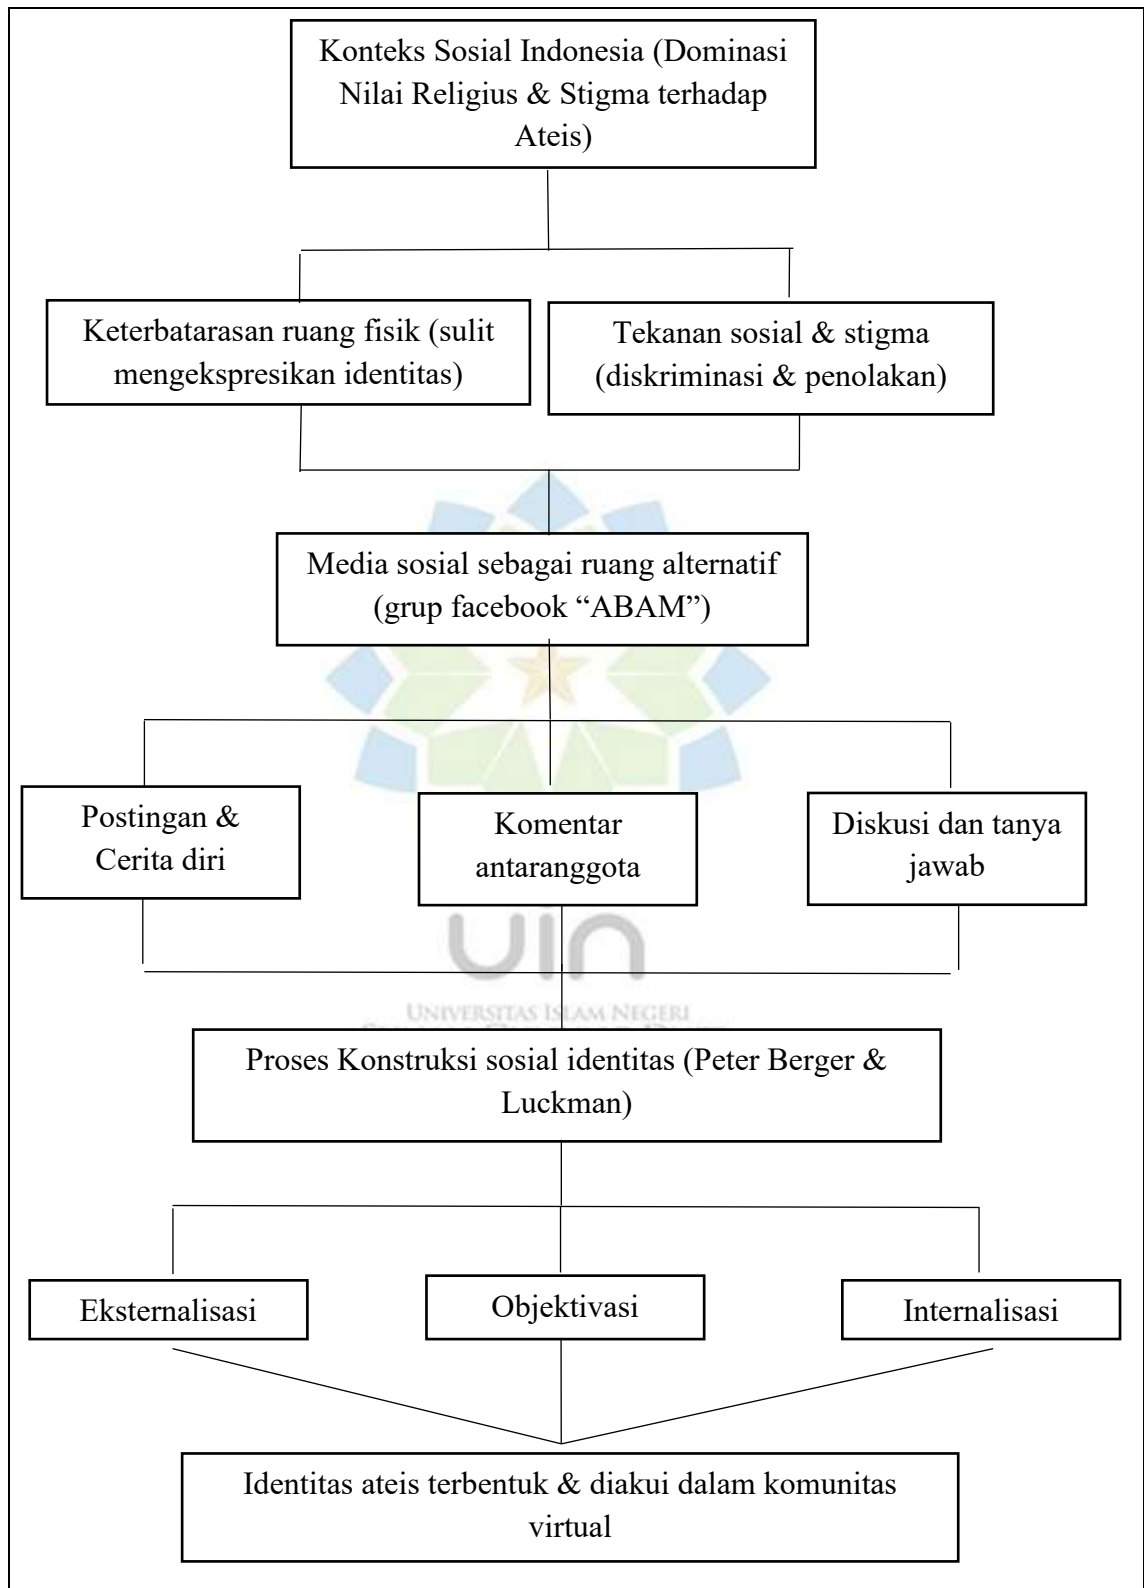 Konteks Sosial Indonesia (Dominasi
Nilai Religius & Stigma terhadap
Ateis)
Keterbatarasan ruang fisik (sulit
mengekspresikan identitas)
Tekanan sosial & stigma
(diskriminasi & penolakan)
Media sosial sebagai ruang alternatif
(grup facebook “ABAM”)
Postingan &
Cerita diri
Komentar
antaranggota
Diskusi dan tanya
jawab
uin
UNIVERSITAS ISLAM NEGERI
Proses Konstruksi sosial identitas (Peter Berger &
Luckman)
Eksternalisasi
Objektivasi
Internalisasi
Identitas ateis terbentuk & diakui dalam komunitas
virtual